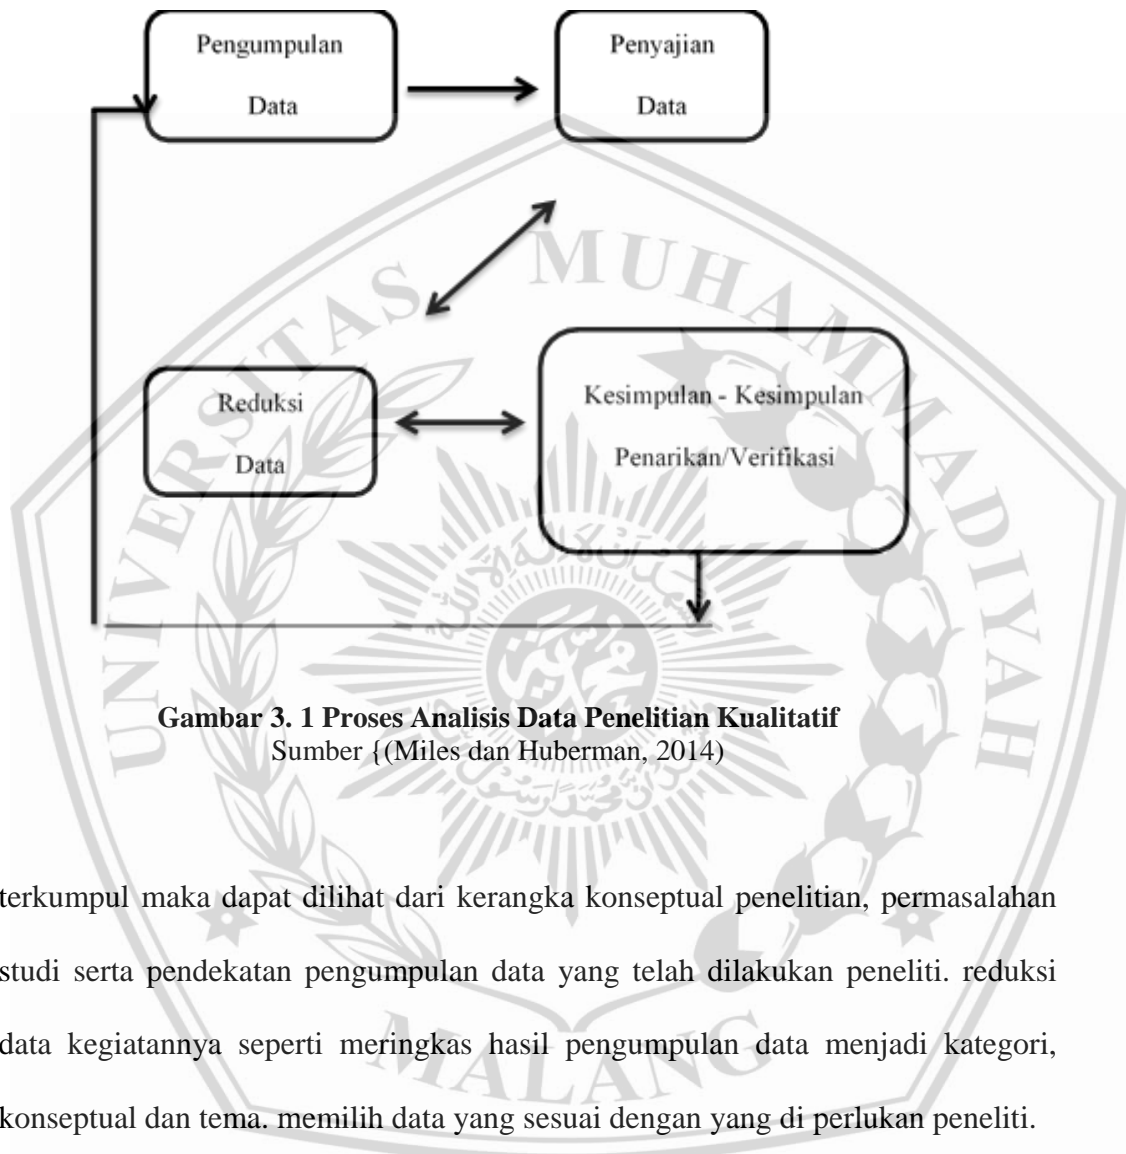 Pengumpulan
Data
Penyajian
Data
Reduksi
Data
Kesimpulan - Kesimpulan
Penarikan/Verifikasi
UNIVERSITAS MUHAMMADIYAH
MALANG
Gambar 3. 1 Proses Analisis Data Penelitian Kualitatif
Sumber {(Miles dan Huberman, 2014)
terkumpul maka dapat dilihat dari kerangka konseptual penelitian, permasalahan
studi serta pendekatan pengumpulan data yang telah dilakukan peneliti. reduksi
data kegiatannya seperti meringkas hasil pengumpulan data menjadi kategori,
konseptual dan tema. memilih data yang sesuai dengan yang di perlukan peneliti.